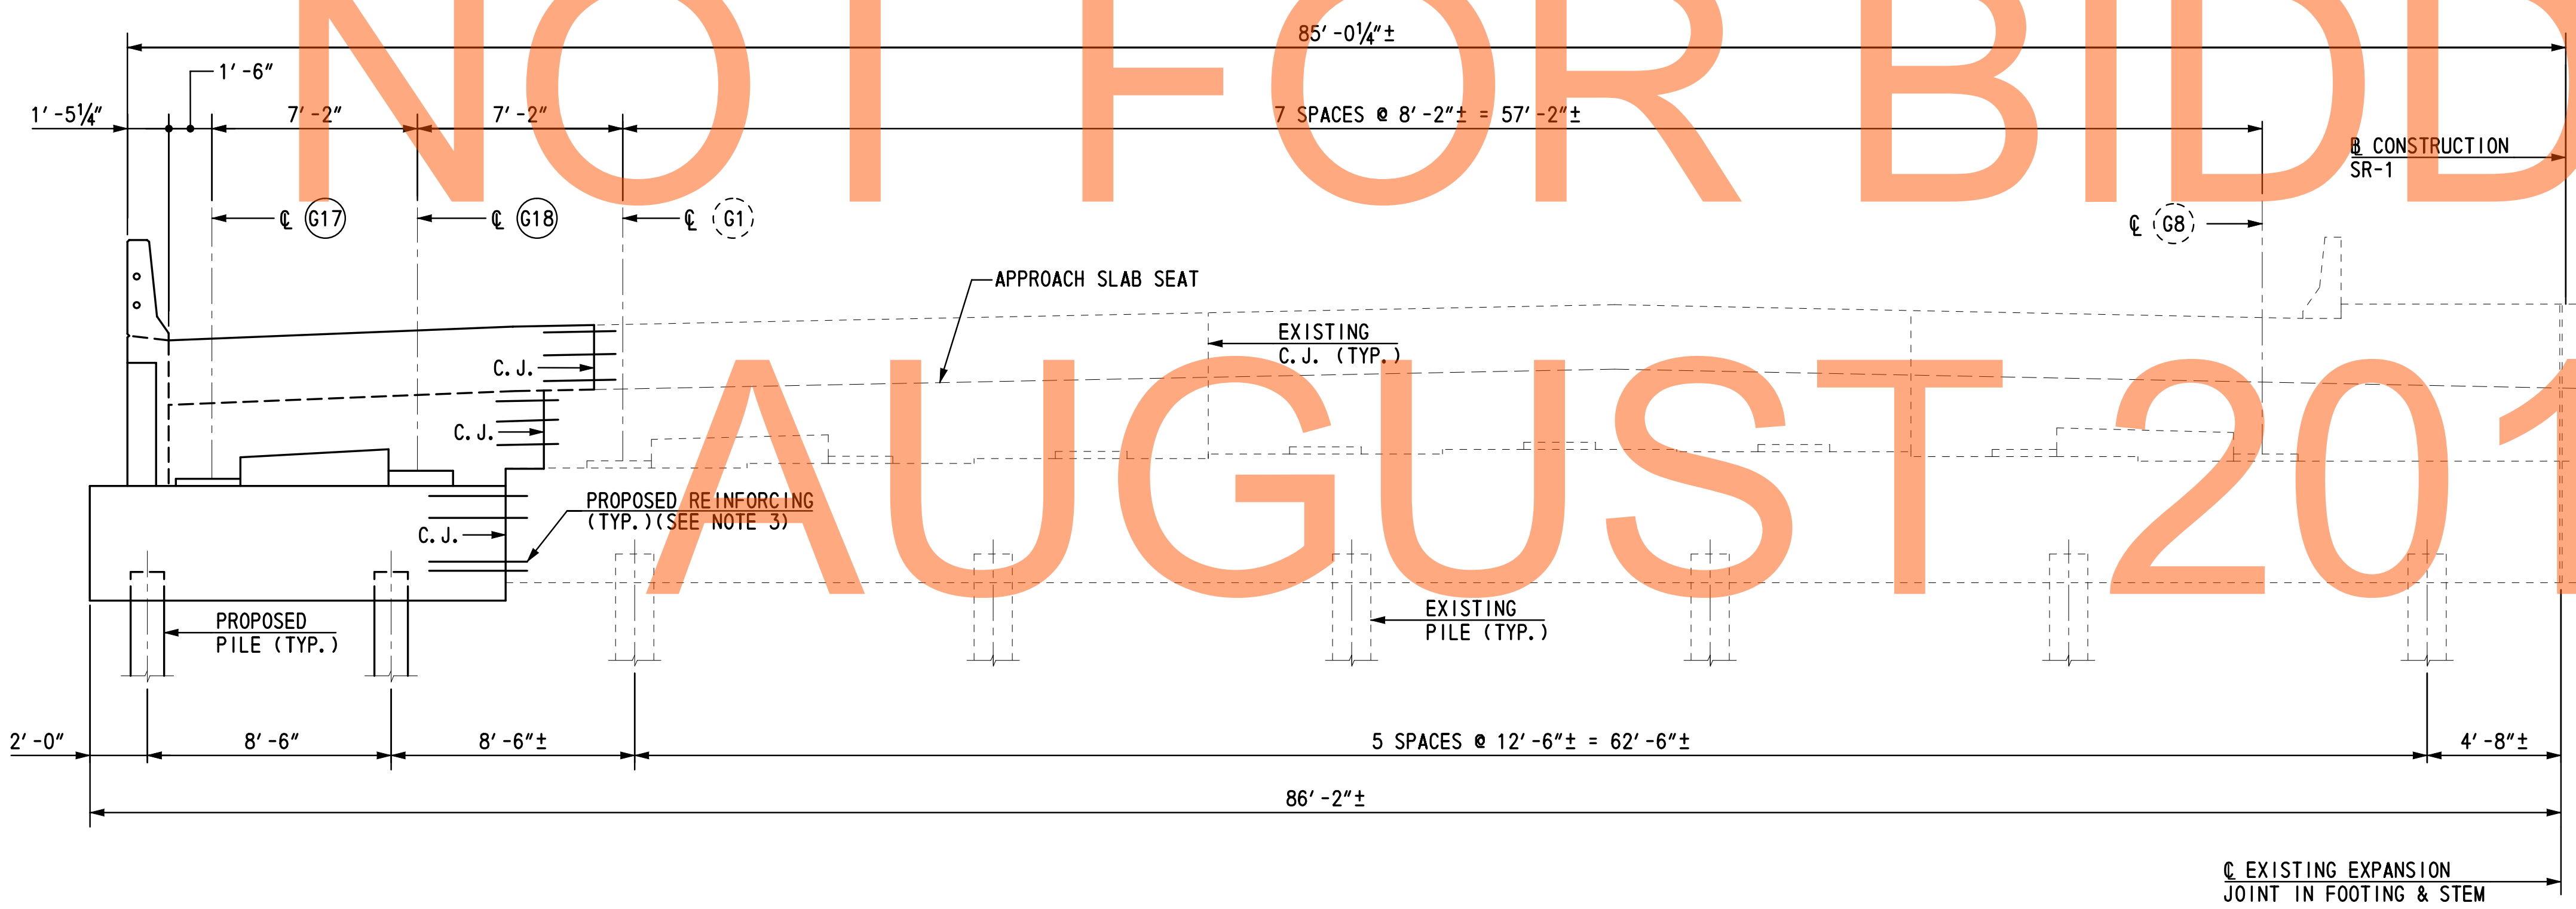 NOT FOR BIDD
85'-0¼"±
1'-6"
1'-5¼"
7'-2"
7'-2"
7 SPACES @ 8'-2"± = 57'-2"±
℄ CONSTRUCTION
SR-1
℄ G17
℄ G18
℄ G1
℄ G8
APPROACH SLAB SEAT
EXISTING
C.J. (TYP.)
C.J.
C.J.
AUGUST 201
PROPOSED REINFORCING
(TYP.)(SEE NOTE 3)
C.J.
PROPOSED
PILE (TYP.)
EXISTING
PILE (TYP.)
2'-0"
8'-6"
8'-6"±
5 SPACES @ 12'-6"± = 62'-6"±
4'-8"±
86'-2"±
℄ EXISTING EXPANSION
JOINT IN FOOTING & STEM